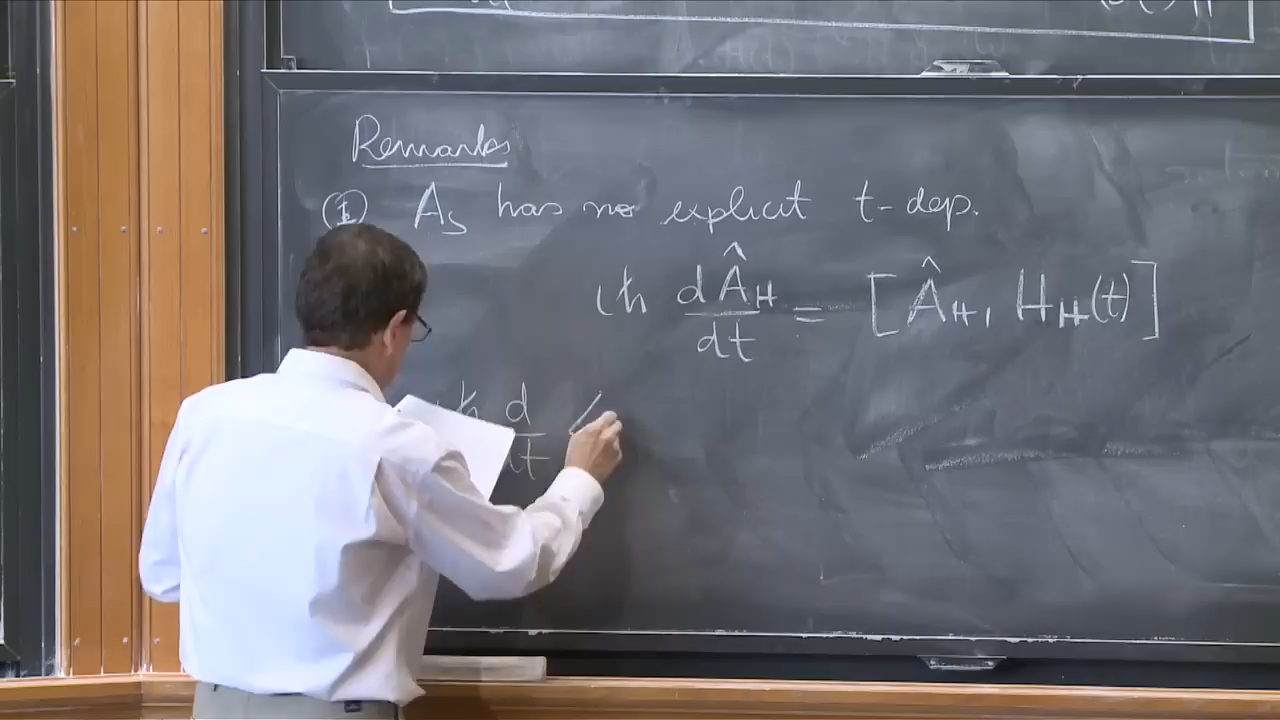 Remarks
① A_S has no explicit t-dep.
iħ dÂ_H/dt = [Â_H, H_H(t)]
iħ d/dt